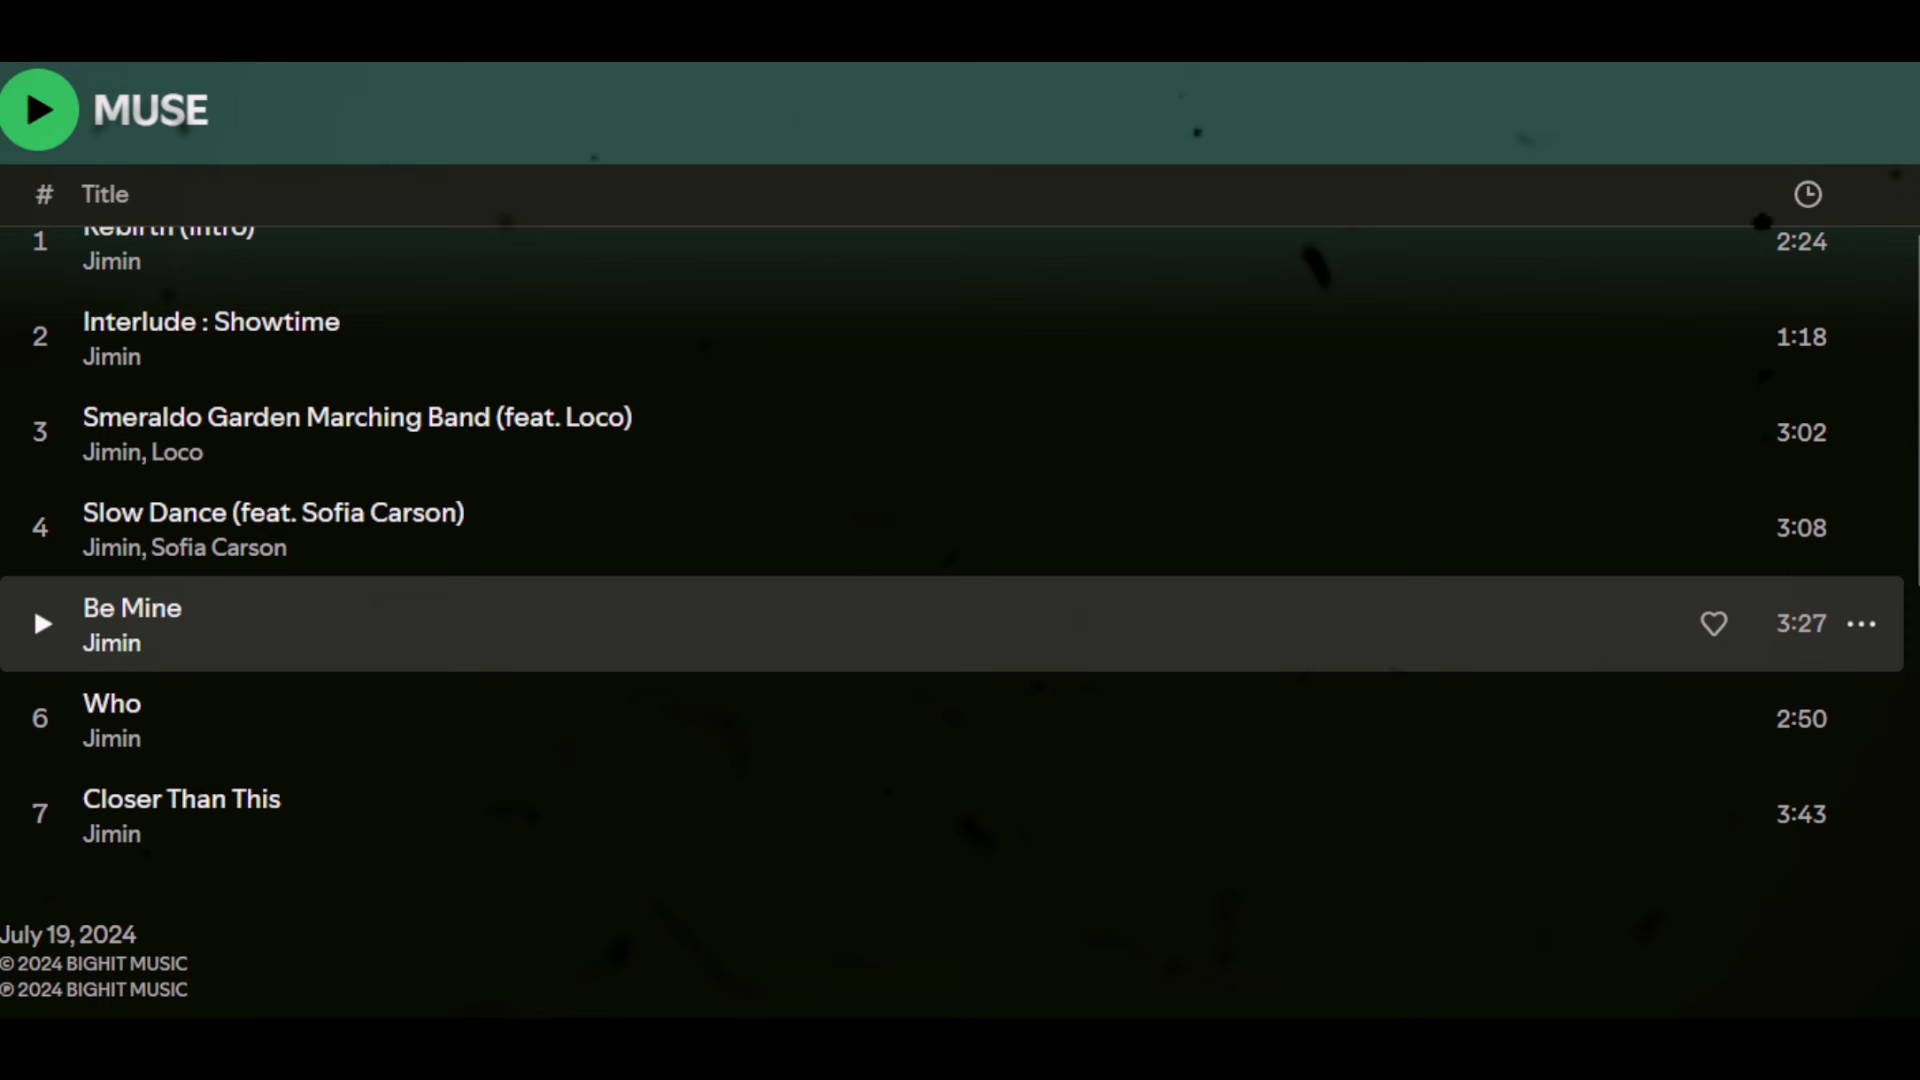 MUSE
# Title
Rebirth (Intro)
1 2:24
Jimin
Interlude : Showtime
2 1:18
Jimin
Smeraldo Garden Marching Band (feat. Loco)
3 3:02
Jimin, Loco
Slow Dance (feat. Sofia Carson)
4 3:08
Jimin, Sofia Carson
Be Mine
3:27
Jimin
Who
6 2:50
Jimin
Closer Than This
7 3:43
Jimin
July 19, 2024
© 2024 BIGHIT MUSIC
℗ 2024 BIGHIT MUSIC